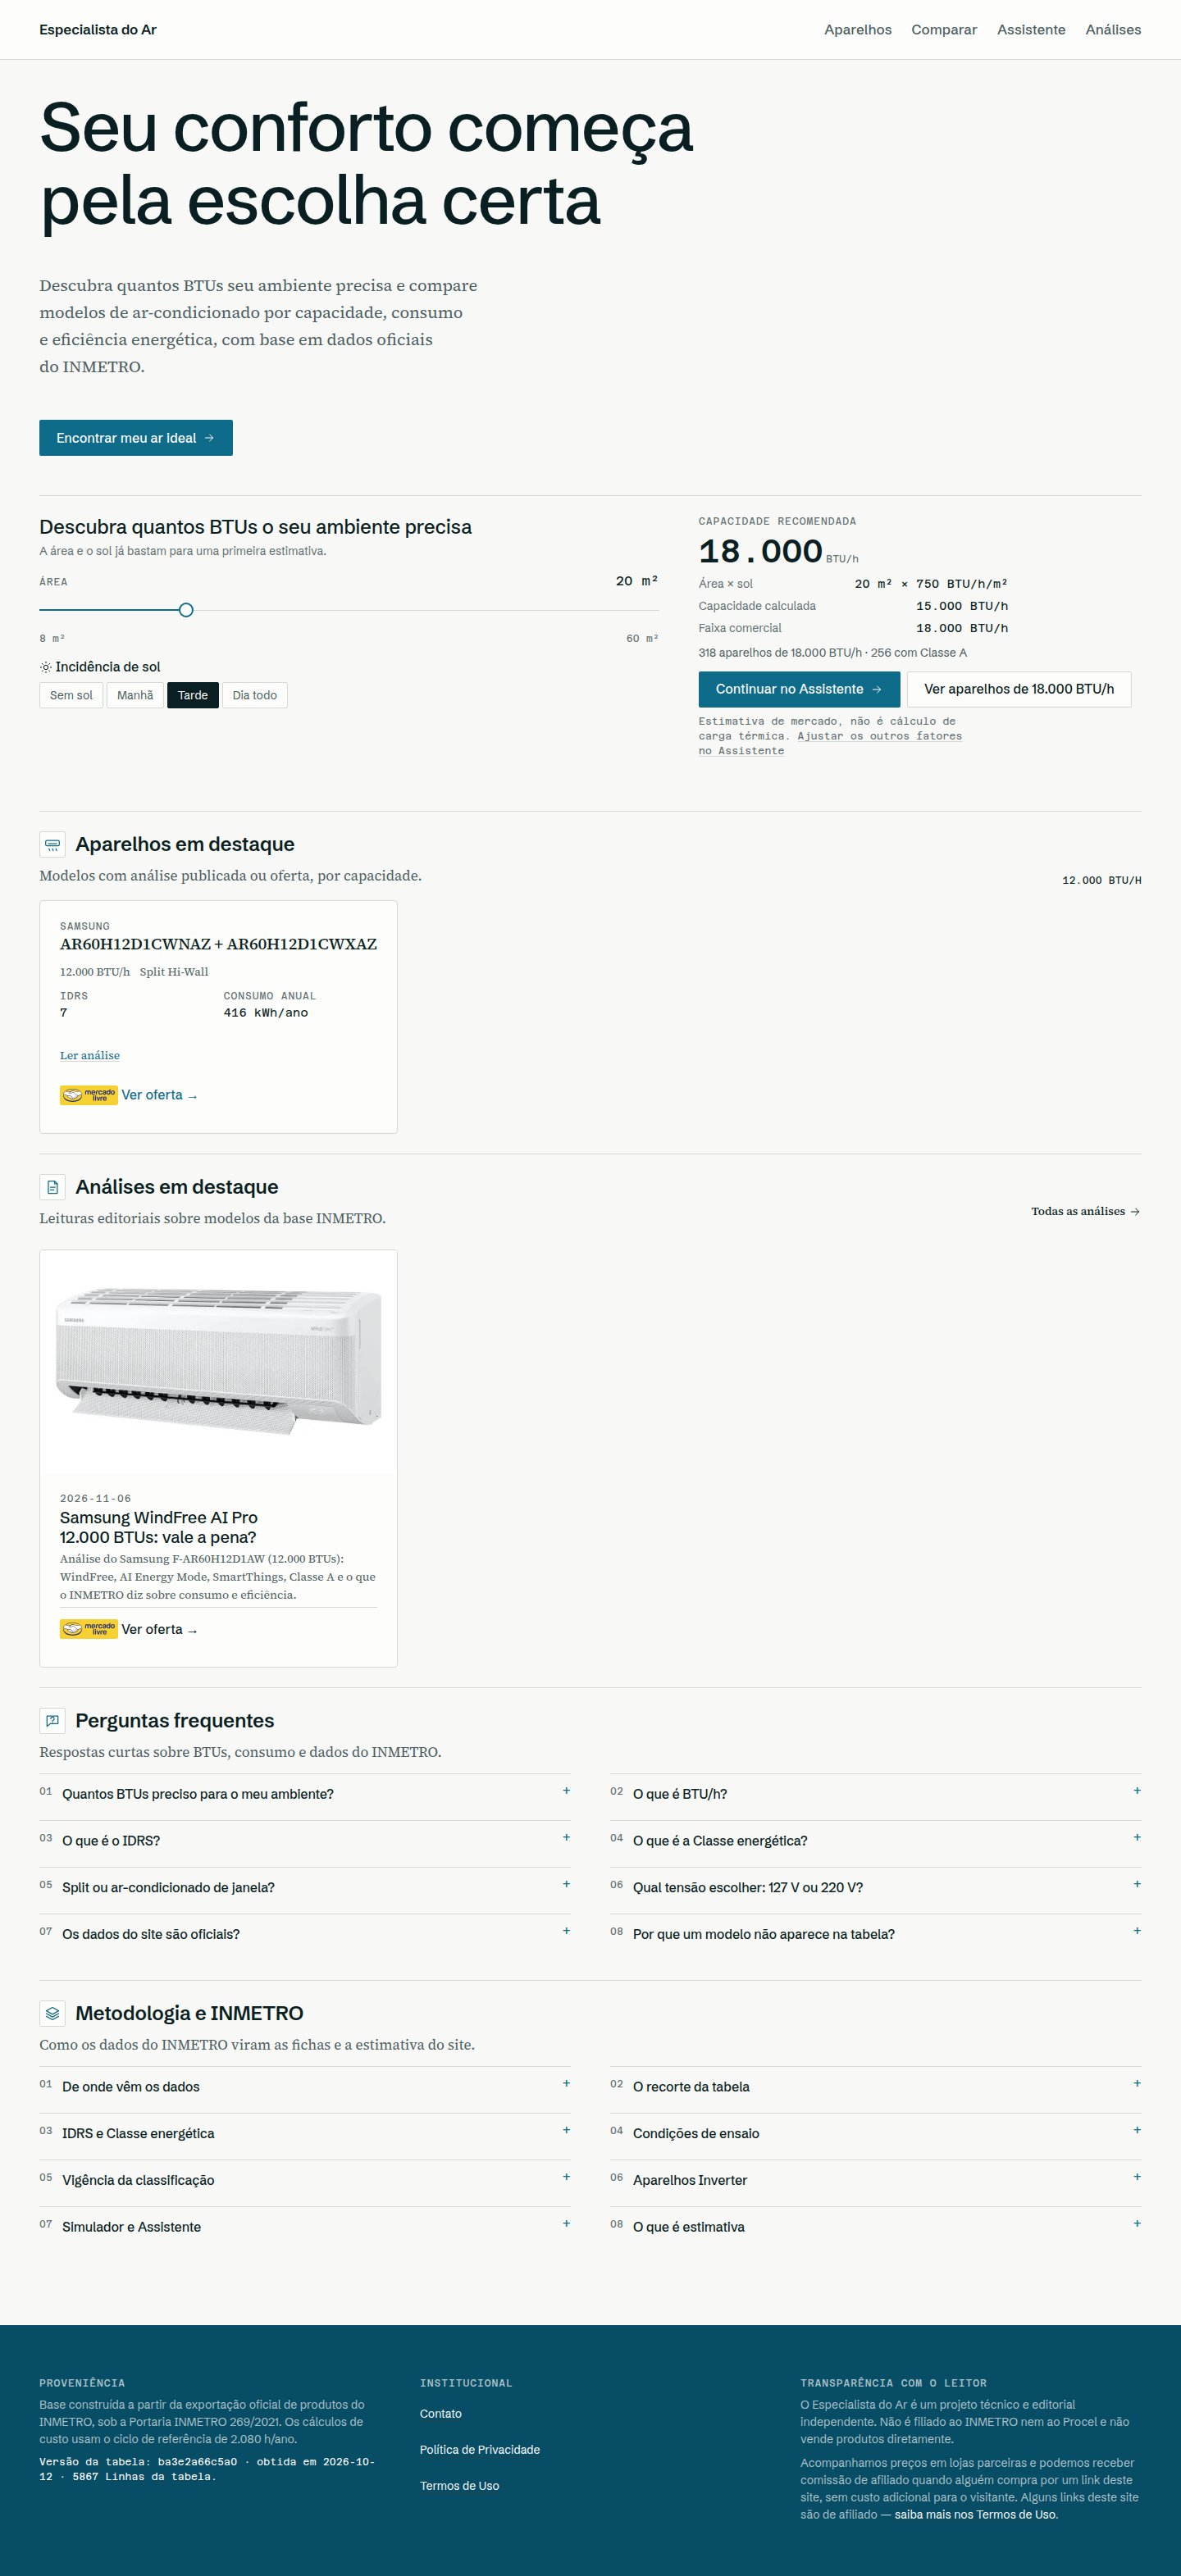 Especialista do Ar
Aparelhos Comparar Assistente Análises
Seu conforto começa
pela escolha certa
Descubra quantos BTUs seu ambiente precisa e compare
modelos de ar-condicionado por capacidade, consumo
e eficiência energética, com base em dados oficiais
do INMETRO.
Encontrar meu ar ideal →
Descubra quantos BTUs o seu ambiente precisa
A área e o sol já bastam para uma primeira estimativa.
ÁREA 20 m²
8 m² 60 m²
Incidência de sol
Sem sol Manhã Tarde Dia todo
CAPACIDADE RECOMENDADA
18.000 BTU/h
Área × sol 20 m² × 750 BTU/h/m²
Capacidade calculada 15.000 BTU/h
Faixa comercial 18.000 BTU/h
318 aparelhos de 18.000 BTU/h · 256 com Classe A
Continuar no Assistente →
Ver aparelhos de 18.000 BTU/h
Estimativa de mercado, não é cálculo de
carga térmica. Ajustar os outros fatores
no Assistente
Aparelhos em destaque
Modelos com análise publicada ou oferta, por capacidade.
12.000 BTU/H
SAMSUNG
AR60H12D1CWNAZ + AR60H12D1CWXAZ
12.000 BTU/h Split Hi-Wall
IDRS CONSUMO ANUAL
7 416 kWh/ano
Ler análise
mercado
livre
Ver oferta →
Análises em destaque
Leituras editoriais sobre modelos da base INMETRO.
Todas as análises →
SAMSUNG
WindFree
2026-11-06
Samsung WindFree AI Pro
12.000 BTUs: vale a pena?
Análise do Samsung F-AR60H12D1AW (12.000 BTUs):
WindFree, AI Energy Mode, SmartThings, Classe A e o que
o INMETRO diz sobre consumo e eficiência.
mercado
livre
Ver oferta →
Perguntas frequentes
Respostas curtas sobre BTUs, consumo e dados do INMETRO.
01 Quantos BTUs preciso para o meu ambiente? +
02 O que é BTU/h? +
03 O que é o IDRS? +
04 O que é a Classe energética? +
05 Split ou ar-condicionado de janela? +
06 Qual tensão escolher: 127 V ou 220 V? +
07 Os dados do site são oficiais? +
08 Por que um modelo não aparece na tabela? +
Metodologia e INMETRO
Como os dados do INMETRO viram as fichas e a estimativa do site.
01 De onde vêm os dados +
02 O recorte da tabela +
03 IDRS e Classe energética +
04 Condições de ensaio +
05 Vigência da classificação +
06 Aparelhos Inverter +
07 Simulador e Assistente +
08 O que é estimativa +
PROVENIÊNCIA
Base construída a partir da exportação oficial de produtos do
INMETRO, sob a Portaria INMETRO 269/2021. Os cálculos de
custo usam o ciclo de referência de 2.080 h/ano.
Versão da tabela: ba3e2a66c5a0 · obtida em 2026-10-
12 · 5867 Linhas da tabela.
INSTITUCIONAL
Contato
Política de Privacidade
Termos de Uso
TRANSPARÊNCIA COM O LEITOR
O Especialista do Ar é um projeto técnico e editorial
independente. Não é filiado ao INMETRO nem ao Procel e não
vende produtos diretamente.
Acompanhamos preços em lojas parceiras e podemos receber
comissão de afiliado quando alguém compra por um link deste
site, sem custo adicional para o visitante. Alguns links deste site
são de afiliado — saiba mais nos Termos de Uso.